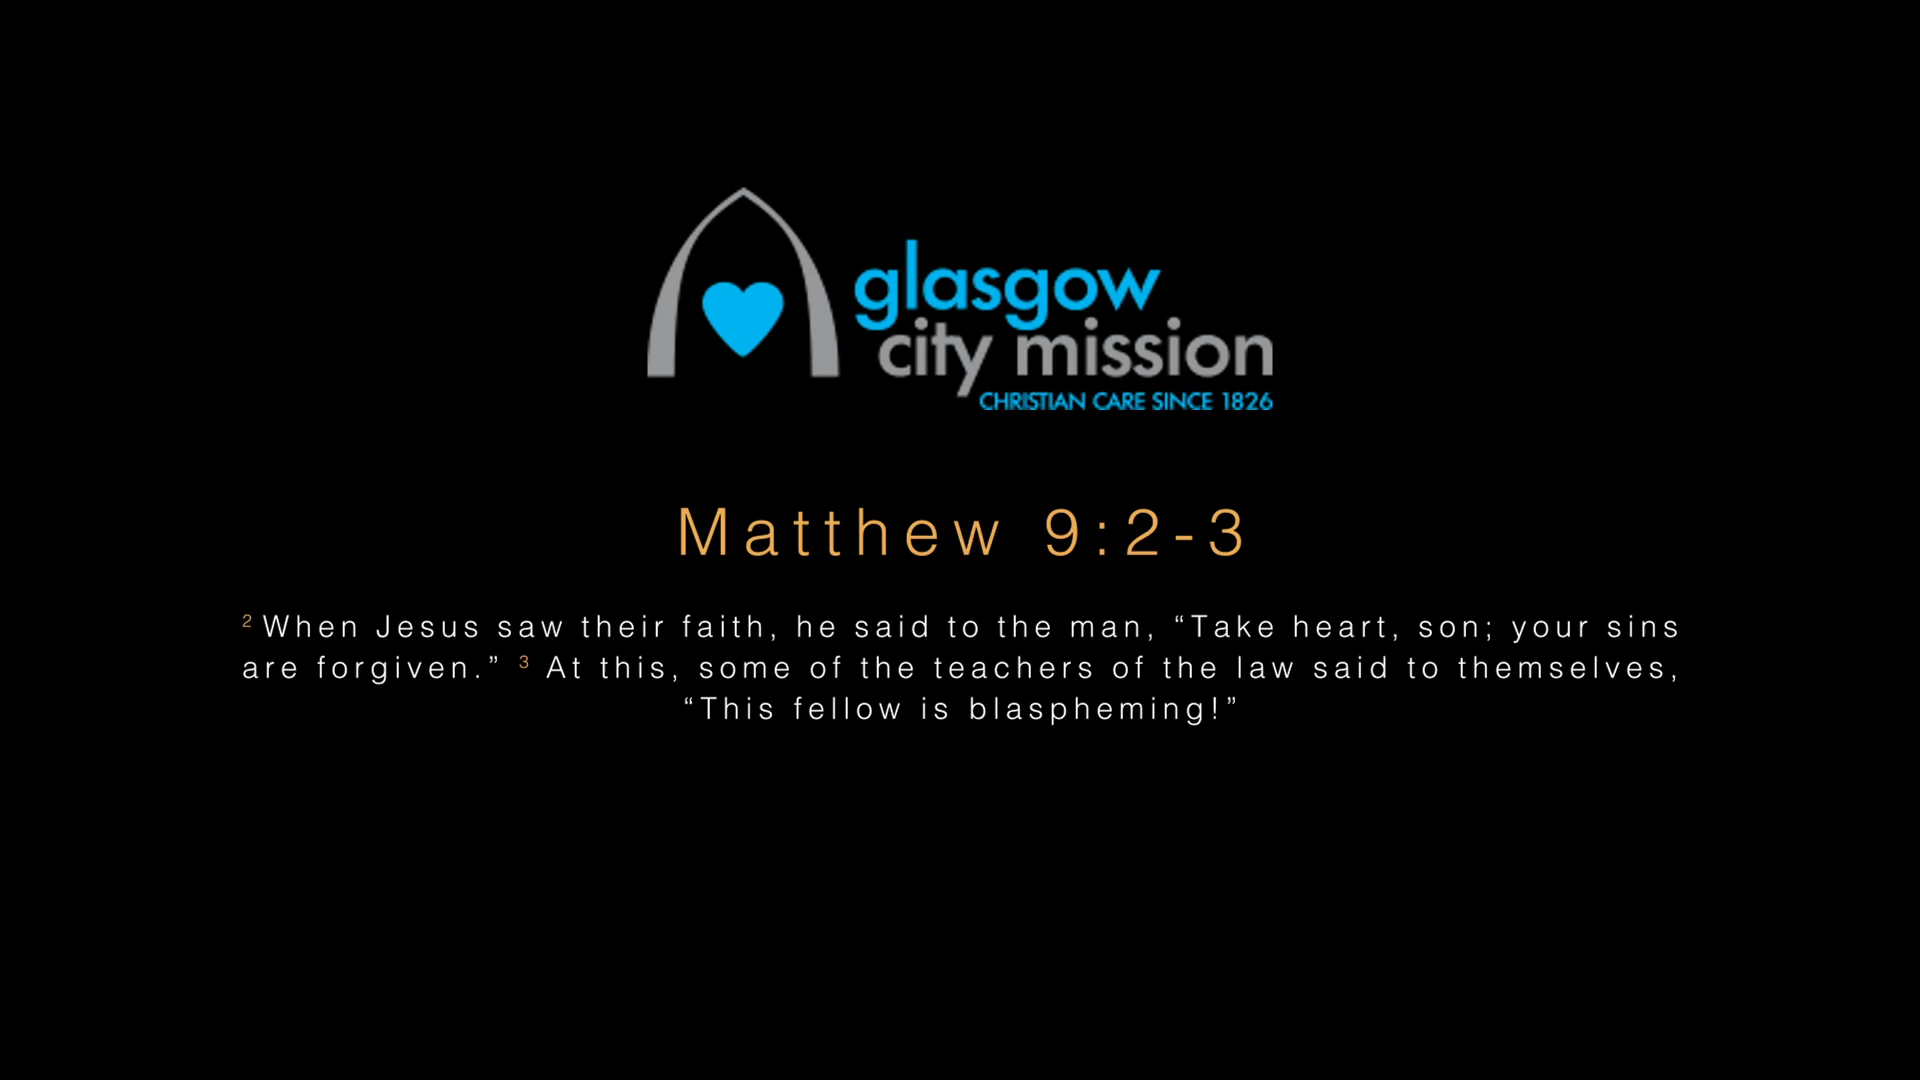 glasgow
city mission
CHRISTIAN CARE SINCE 1826
Matthew 9:2-3
² When Jesus saw their faith, he said to the man, “Take heart, son; your sins
are forgiven.” ³ At this, some of the teachers of the law said to themselves,
“This fellow is blaspheming!”